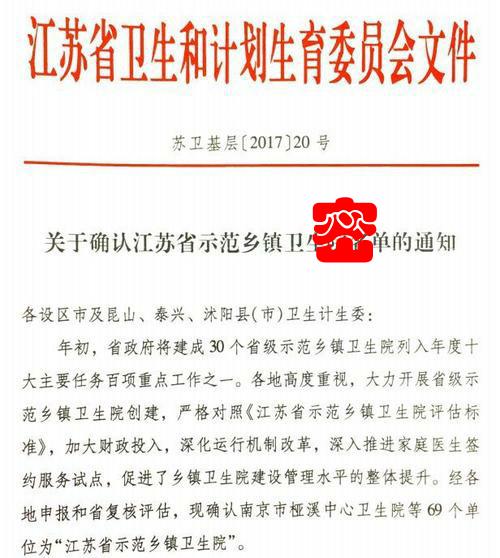 江苏省卫生和计划生育委员会文件
苏卫基层〔2017〕20号
关于确认江苏省示范乡镇卫生 名单的通知
各设区市及昆山、泰兴、沭阳县(市)卫生计生委:
年初,省政府将建成30个省级示范乡镇卫生院列入年度十
大主要任务百项重点工作之一。各地高度重视,大力开展省级示
范乡镇卫生院创建,严格对照《江苏省示范乡镇卫生院评估标
准》,加大财政投入,深化运行机制改革,深入推进家庭医生签
约服务试点,促进了乡镇卫生院建设管理水平的整体提升。经各
地申报和省复核评估,现确认南京市桠溪中心卫生院等69个单
位为“江苏省示范乡镇卫生院”。